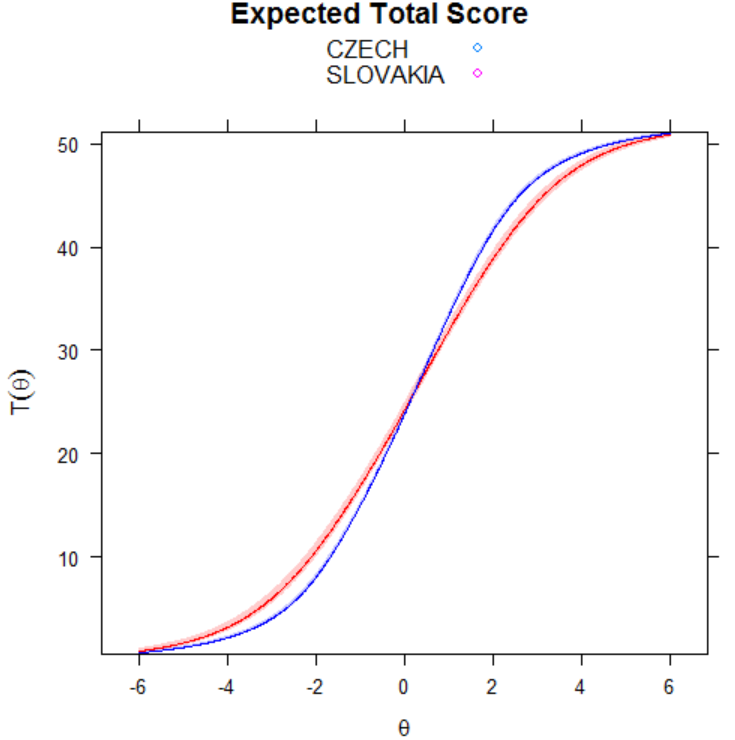 Expected Total Score
CZECH
SLOVAKIA
50
40
30
20
10
T(θ)
-6 -4 -2 0 2 4 6
θ